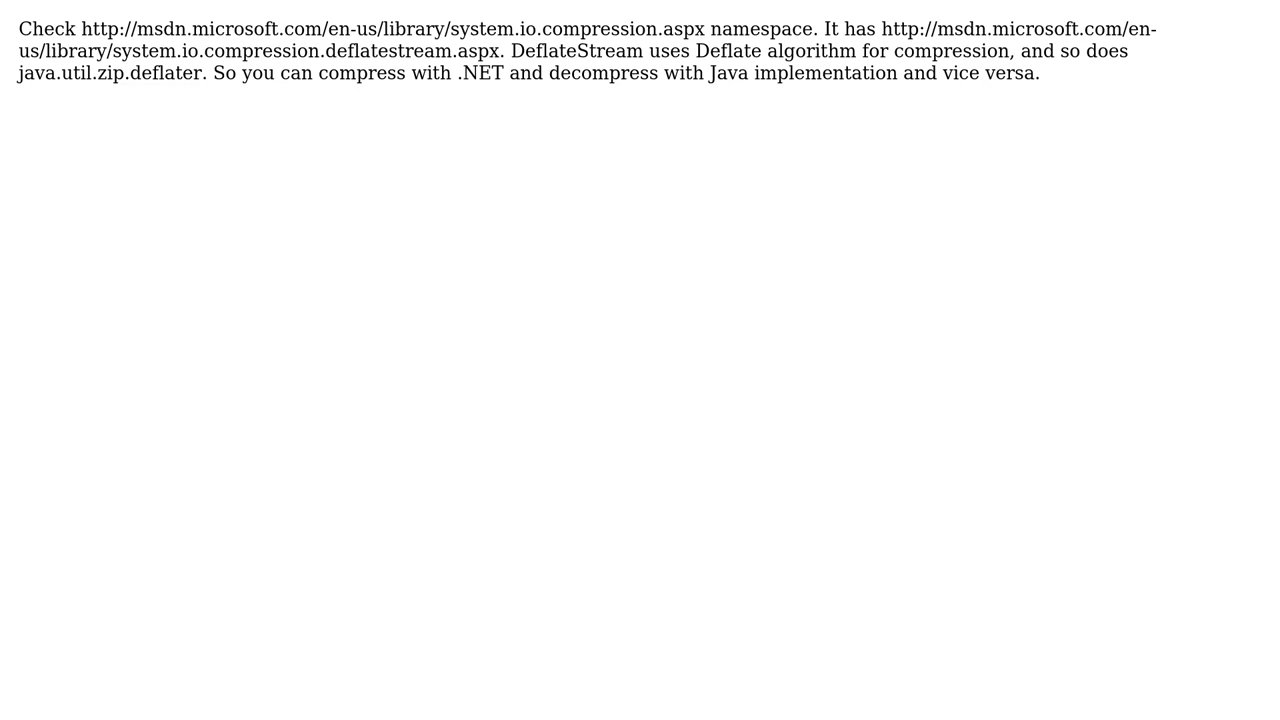 Check http://msdn.microsoft.com/en-us/library/system.io.compression.aspx namespace. It has http://msdn.microsoft.com/en-
us/library/system.io.compression.deflatestream.aspx. DeflateStream uses Deflate algorithm for compression, and so does
java.util.zip.deflater. So you can compress with .NET and decompress with Java implementation and vice versa.